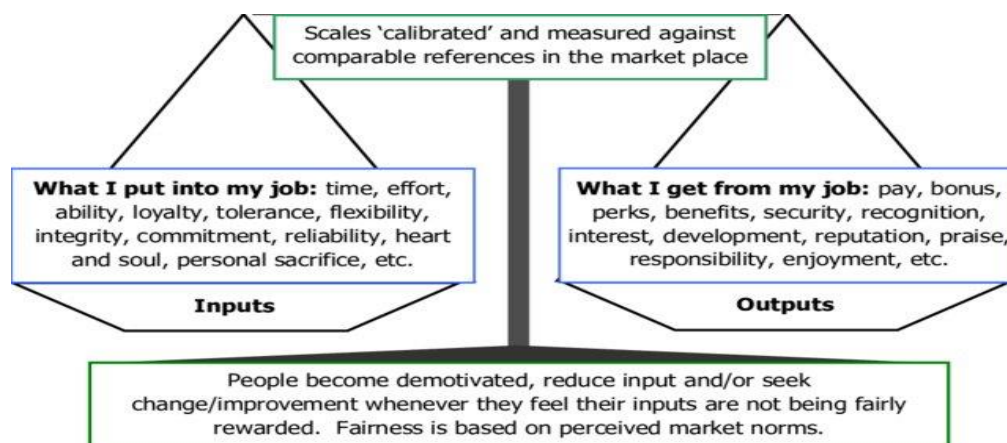 Scales ‘calibrated’ and measured against
comparable references in the market place
What I put into my job: time, effort,
ability, loyalty, tolerance, flexibility,
integrity, commitment, reliability, heart
and soul, personal sacrifice, etc.
Inputs
What I get from my job: pay, bonus,
perks, benefits, security, recognition,
interest, development, reputation, praise,
responsibility, enjoyment, etc.
Outputs
People become demotivated, reduce input and/or seek
change/improvement whenever they feel their inputs are not being fairly
rewarded.  Fairness is based on perceived market norms.